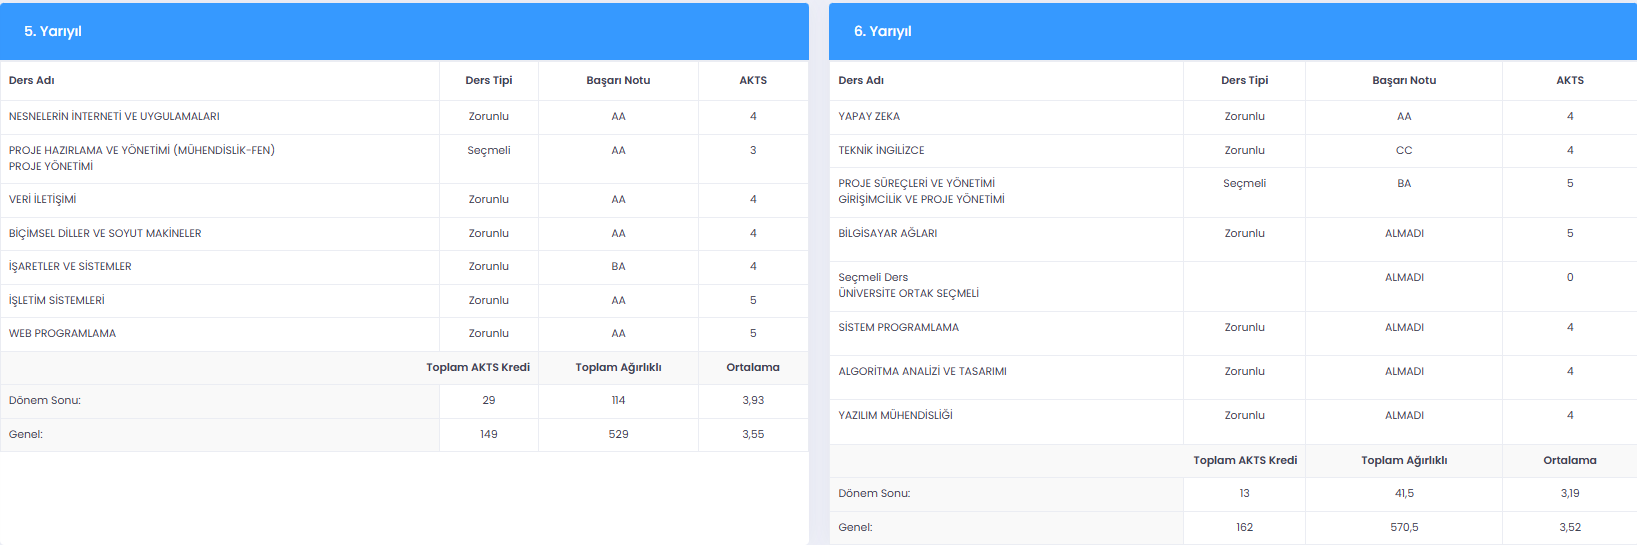 5. Yarıyıl
Ders Adı Ders Tipi Başarı Notu AKTS
NESNELERİN İNTERNETİ VE UYGULAMALARI Zorunlu AA 4
PROJE HAZIRLAMA VE YÖNETİMİ (MÜHENDİSLİK-FEN) Seçmeli AA 3
PROJE YÖNETİMİ
VERİ İLETİŞİMİ Zorunlu AA 4
BİÇİMSEL DİLLER VE SOYUT MAKİNELER Zorunlu AA 4
İŞARETLER VE SİSTEMLER Zorunlu BA 4
İŞLETİM SİSTEMLERİ Zorunlu AA 5
WEB PROGRAMLAMA Zorunlu AA 5
Toplam AKTS Kredi Toplam Ağırlıklı Ortalama
Dönem Sonu: 29 114 3,93
Genel: 149 529 3,55
6. Yarıyıl
Ders Adı Ders Tipi Başarı Notu AKTS
YAPAY ZEKA Zorunlu AA 4
TEKNİK İNGİLİZCE Zorunlu CC 4
PROJE SÜREÇLERİ VE YÖNETİMİ Seçmeli BA 5
GİRİŞİMCİLİK VE PROJE YÖNETİMİ
BİLGİSAYAR AĞLARI Zorunlu ALMADI 5
Seçmeli Ders ALMADI 0
ÜNİVERSİTE ORTAK SEÇMELİ
SİSTEM PROGRAMLAMA Zorunlu ALMADI 4
ALGORİTMA ANALİZİ VE TASARIMI Zorunlu ALMADI 4
YAZILIM MÜHENDİSLİĞİ Zorunlu ALMADI 4
Toplam AKTS Kredi Toplam Ağırlıklı Ortalama
Dönem Sonu: 13 41,5 3,19
Genel: 162 570,5 3,52